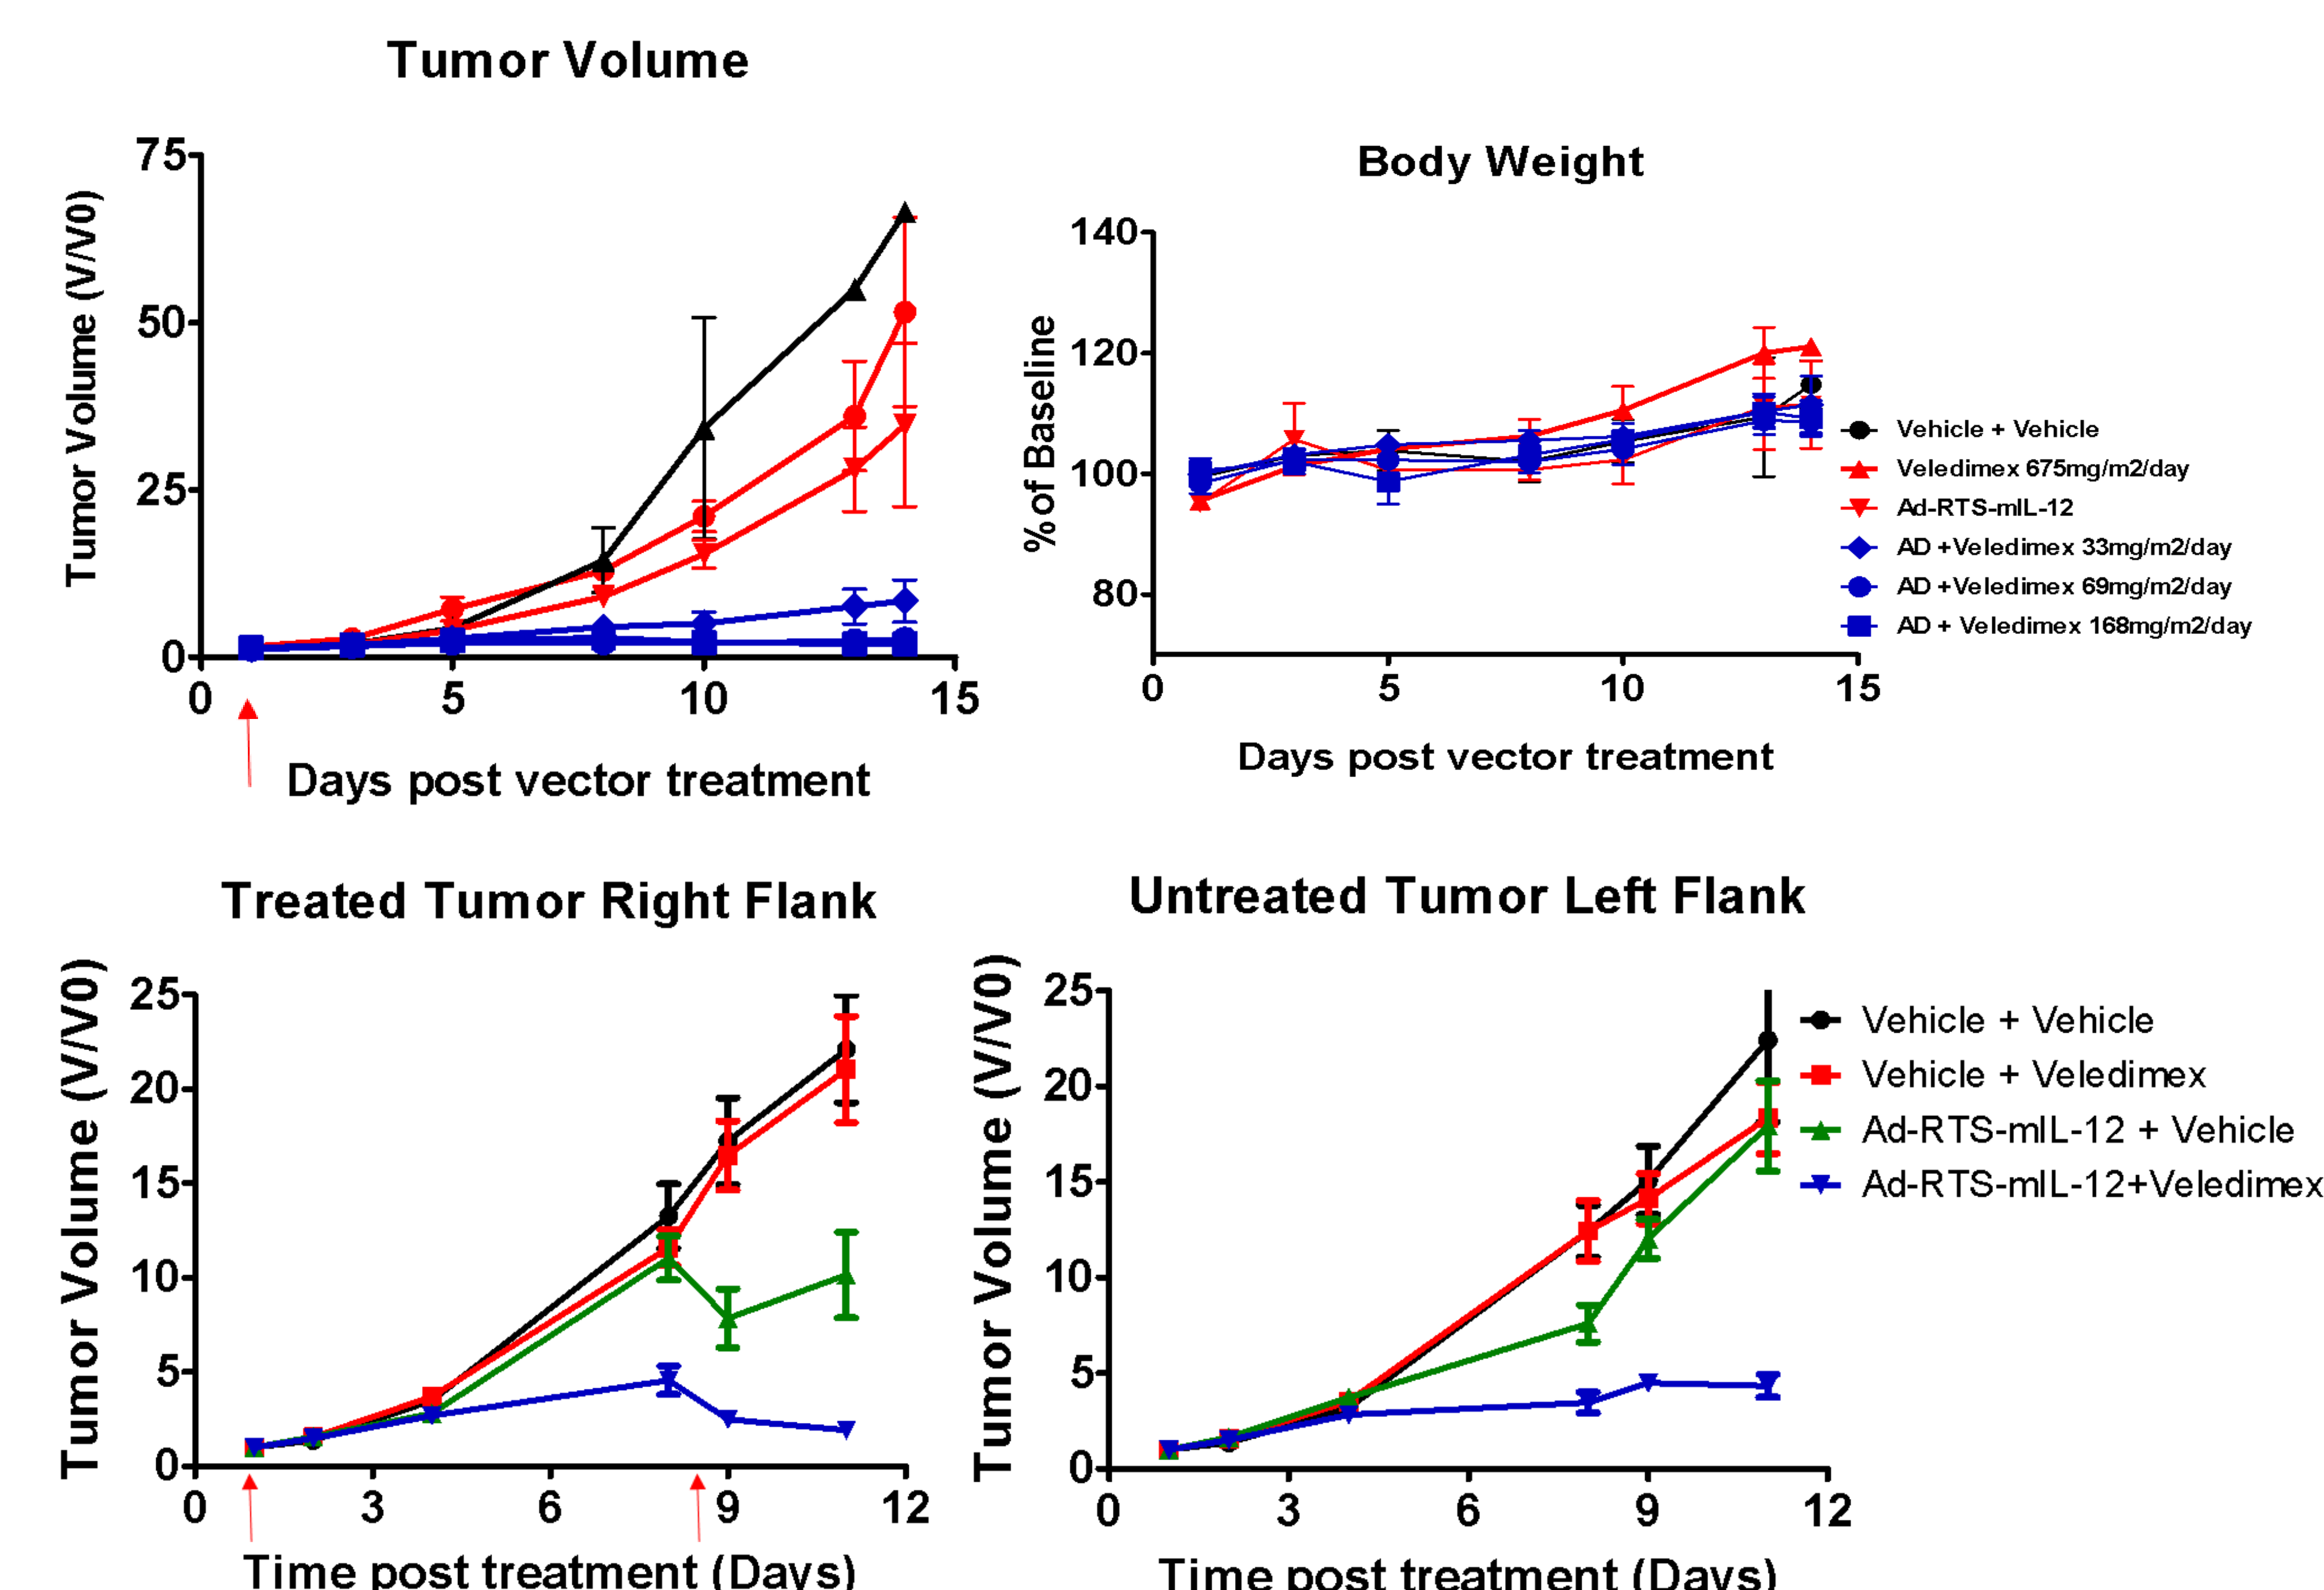 Tumor Volume
Tumor Volume (V/V0)
75
50
25
0
0 5 10 15
Days post vector treatment
Body Weight
% of Baseline
140
120
100
80
0 5 10 15
Days post vector treatment
Vehicle + Vehicle
Veledimex 675mg/m2/day
Ad-RTS-mIL-12
AD +Veledimex 33mg/m2/day
AD +Veledimex 69mg/m2/day
AD + Veledimex 168mg/m2/day
Treated Tumor Right Flank
Tumor Volume (V/V0)
25
20
15
10
5
0
0 3 6 9 12
Time post treatment (Days)
Untreated Tumor Left Flank
Tumor Volume (V/V0)
25
20
15
10
5
0
0 3 6 9 12
Time post treatment (Days)
Vehicle + Vehicle
Vehicle + Veledimex
Ad-RTS-mIL-12 + Vehicle
Ad-RTS-mIL-12+Veledimex